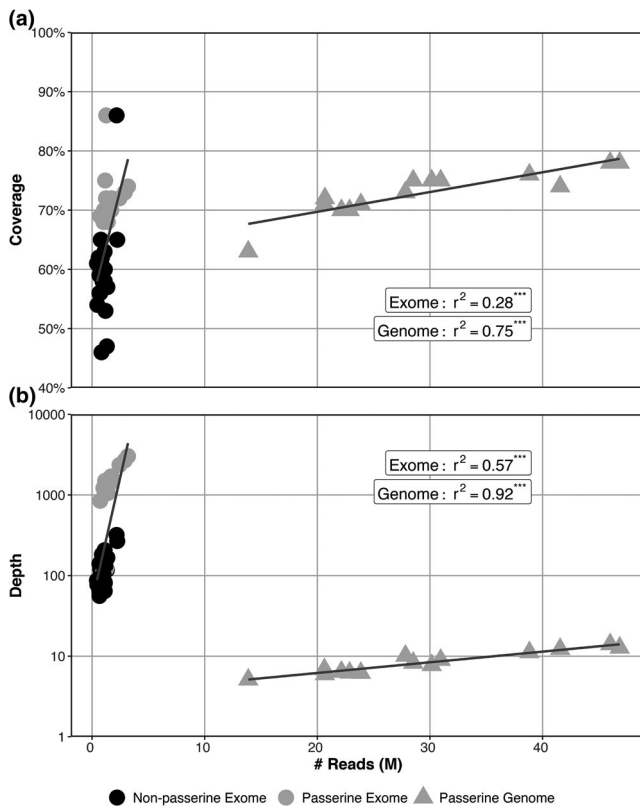 (a)
100%
90%
80%
70%
60%
50%
40%
Coverage
Exome : r² = 0.28***
Genome : r² = 0.75***
(b)
10000
1000
100
10
1
Depth
Exome : r² = 0.57***
Genome : r² = 0.92***
0 10 20 30 40
# Reads (M)
Non-passerine Exome Passerine Exome Passerine Genome